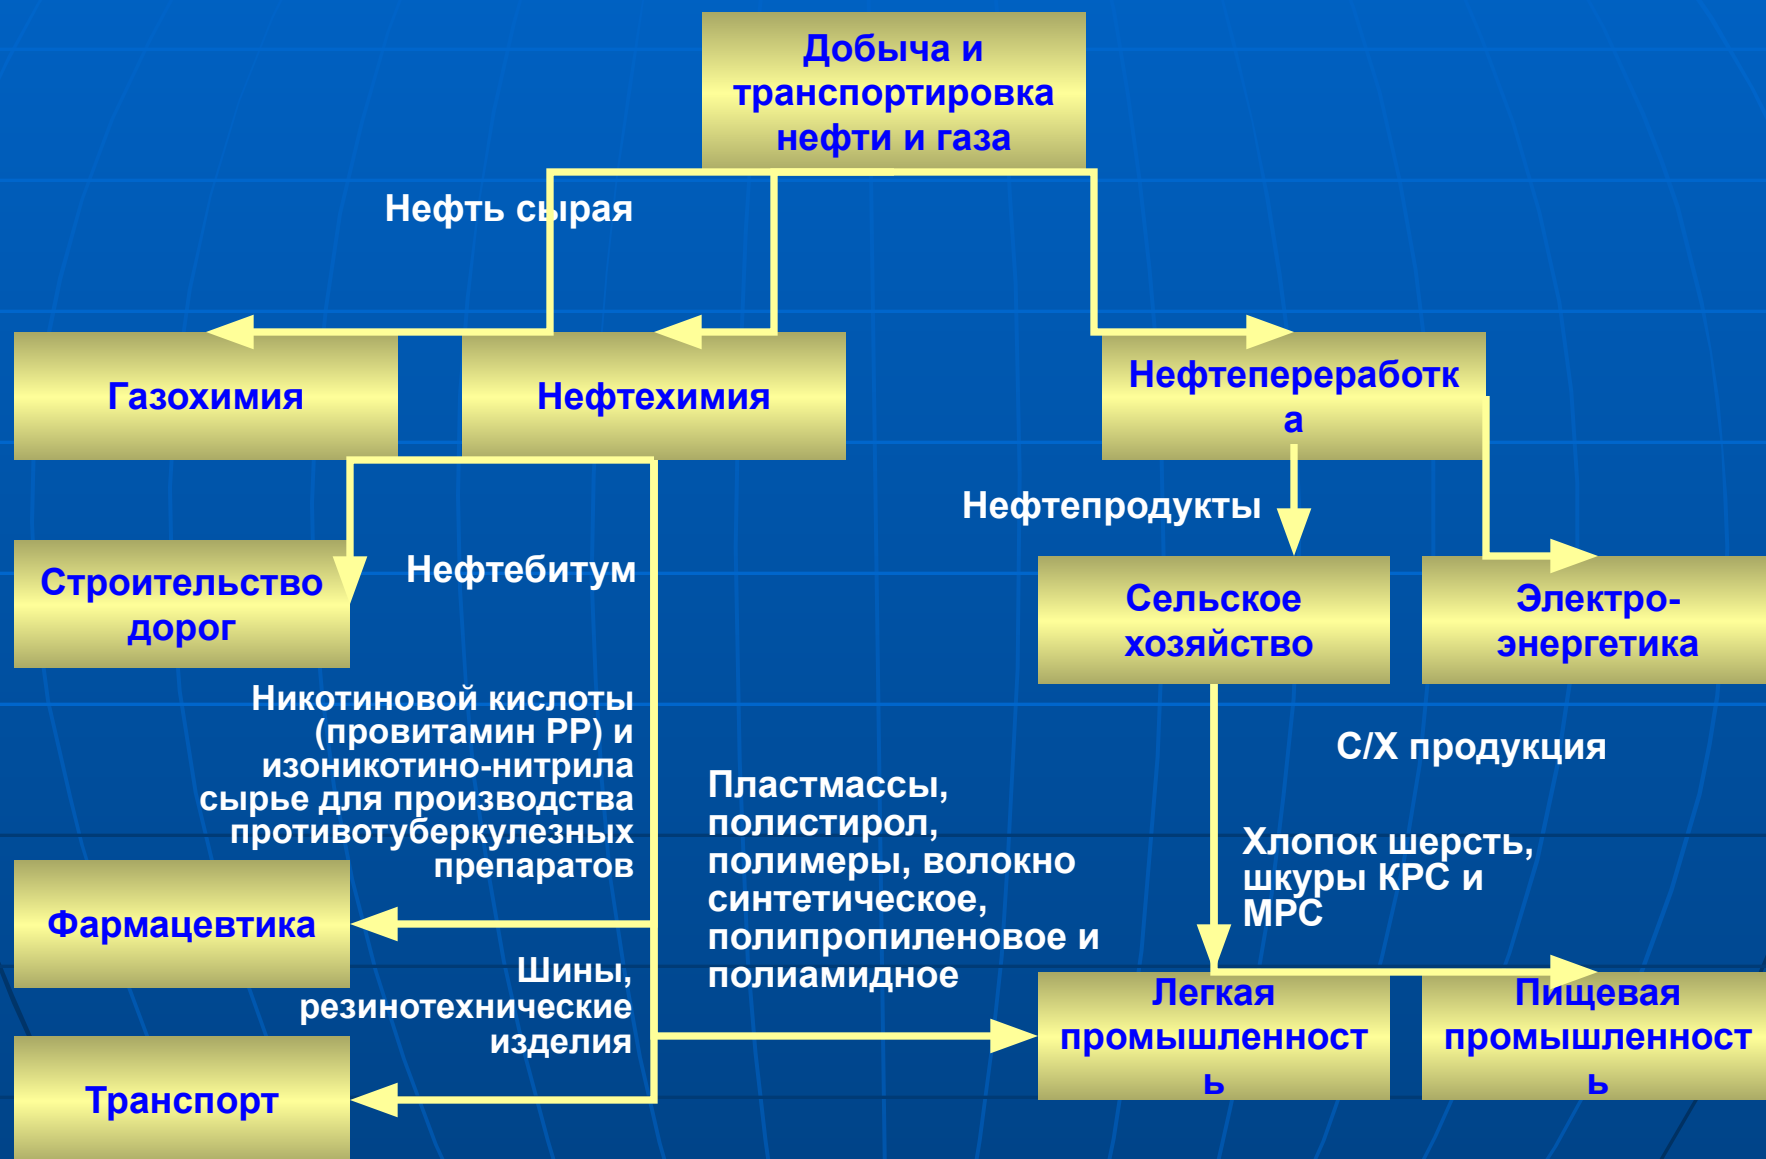 Добыча и
транспортировка
нефти и газа
Нефть сырая
Газохимия
Нефтехимия
Нефтепереработк
а
Нефтепродукты
Строительство
дорог
Нефтебитум
Сельское
хозяйство
Электро-
энергетика
Никотиновой кислоты
(провитамин РР) и
изоникотино-нитрила
сырье для производства
противотуберкулезных
препаратов
С/Х продукция
Пластмассы,
полистирол,
полимеры, волокно
синтетическое,
полипропиленовое и
полиамидное
Хлопок шерсть,
шкуры КРС и
МРС
Фармацевтика
Шины,
резинотехнические
изделия
Легкая
промышленност
ь
Пищевая
промышленност
ь
Транспорт